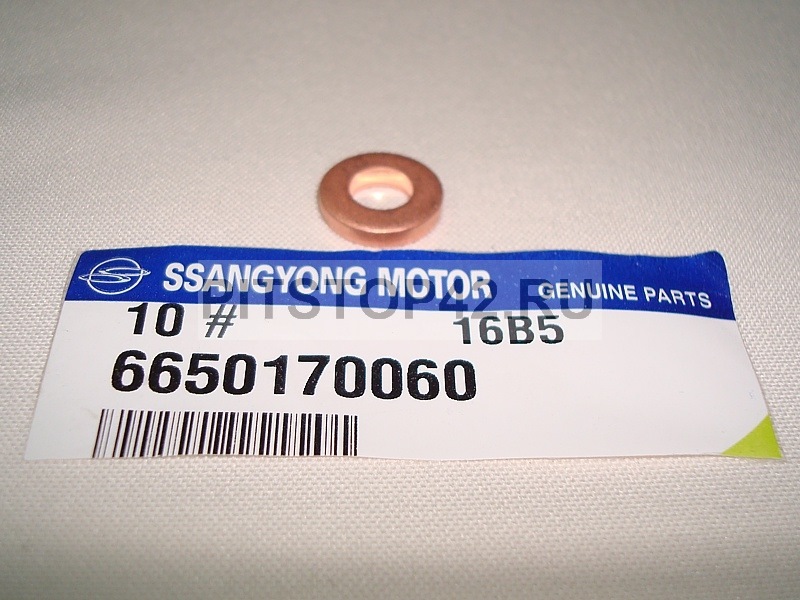 SSANGYONG MOTOR GENUINE PARTS
PITSTOP42.RU
10 # 16B5
6650170060